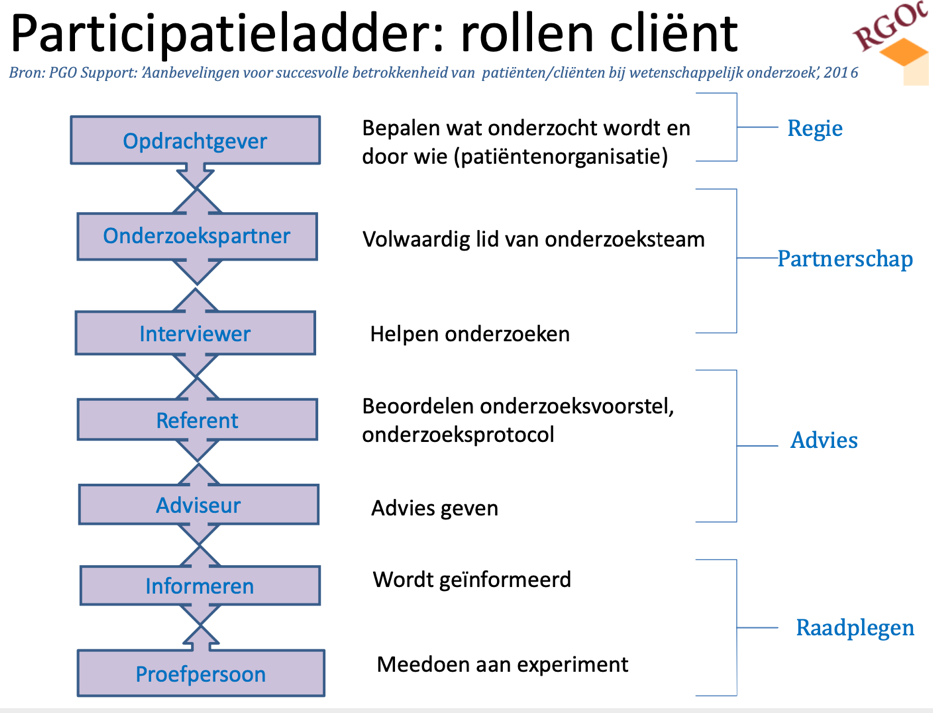 Participatieladder: rollen cliënt
RGOc
Bron: PGO Support: ‘Aanbevelingen voor succesvolle betrokkenheid van patiënten/cliënten bij wetenschappelijk onderzoek’, 2016
Opdrachtgever
Bepalen wat onderzocht wordt en
door wie (patiëntenorganisatie)
Regie
Onderzoekspartner
Volwaardig lid van onderzoeksteam
Partnerschap
Interviewer
Helpen onderzoeken
Referent
Beoordelen onderzoeksvoorstel,
onderzoeksprotocol
Advies
Adviseur
Advies geven
Informeren
Wordt geïnformeerd
Raadplegen
Proefpersoon
Meedoen aan experiment